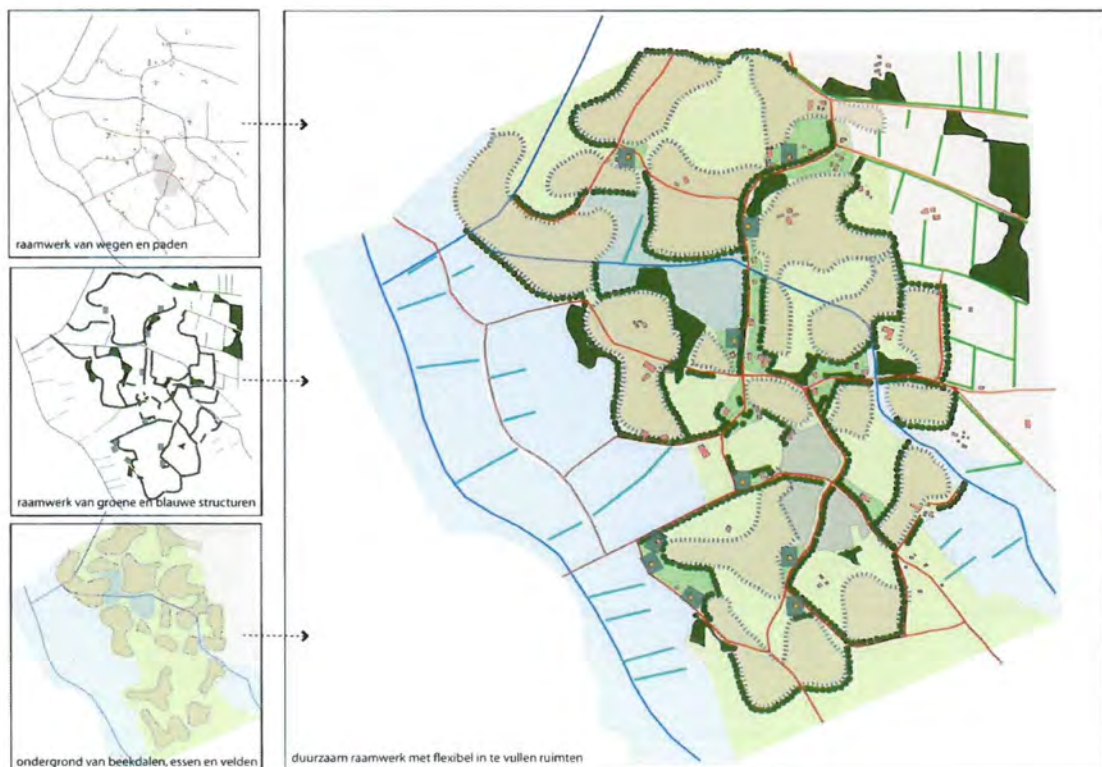 raamwerk van wegen en paden
raamwerk van groene en blauwe structuren
ondergrond van beekdalen, essen en velden
duurzaam raamwerk met flexibel in te vullen ruimten